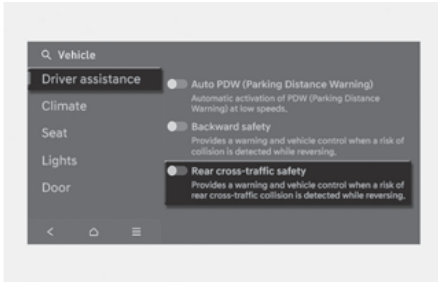 Vehicle
Driver assistance
Climate
Seat
Lights
Door
Auto PDW (Parking Distance Warning)
Automatic activation of PDW (Parking Distance
Warning) at low speeds.
Backward safety
Provides a warning and vehicle control when a risk of
collision is detected while reversing.
Rear cross-traffic safety
Provides a warning and vehicle control when a risk of
rear cross-traffic collision is detected while reversing.